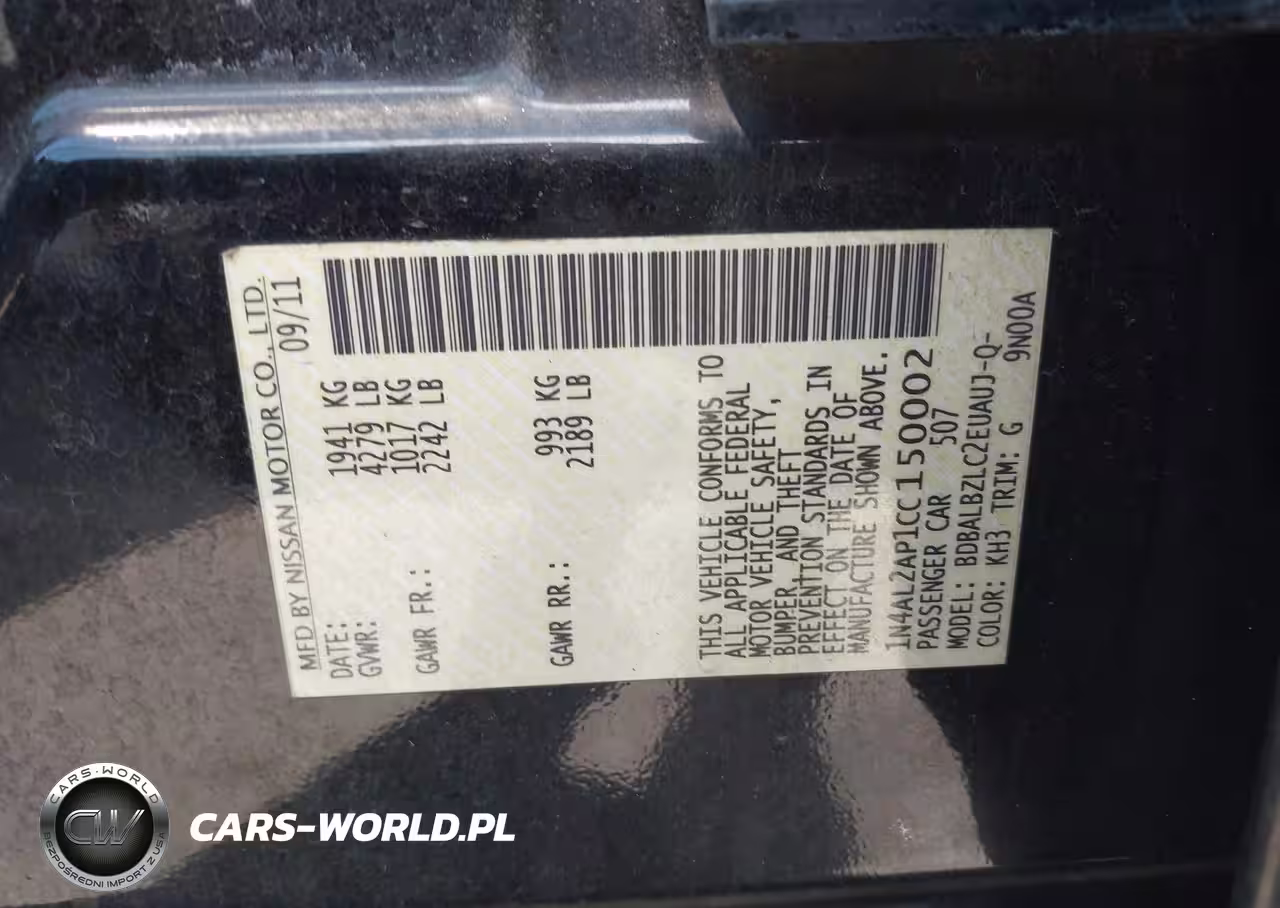 MFD BY NISSAN MOTOR CO., LTD.
DATE: 09/11
GVWR: 1941 KG
4279 LB
GAWR FR.: 1017 KG
2242 LB
GAWR RR.: 993 KG
2189 LB
THIS VEHICLE CONFORMS TO
ALL APPLICABLE FEDERAL
MOTOR VEHICLE SAFETY,
BUMPER, AND THEFT
PREVENTION STANDARDS IN
EFFECT ON THE DATE OF
MANUFACTURE SHOWN ABOVE.
1N4AL2AP1CC150002
PASSENGER CAR 507
MODEL: BDBALBZLC2EUAUJ-Q-
COLOR: KH3 TRIM: G 9N00A
CARS-WORLD
CW
BEZPOŚREDNI IMPORT Z USA
CARS-WORLD.PL